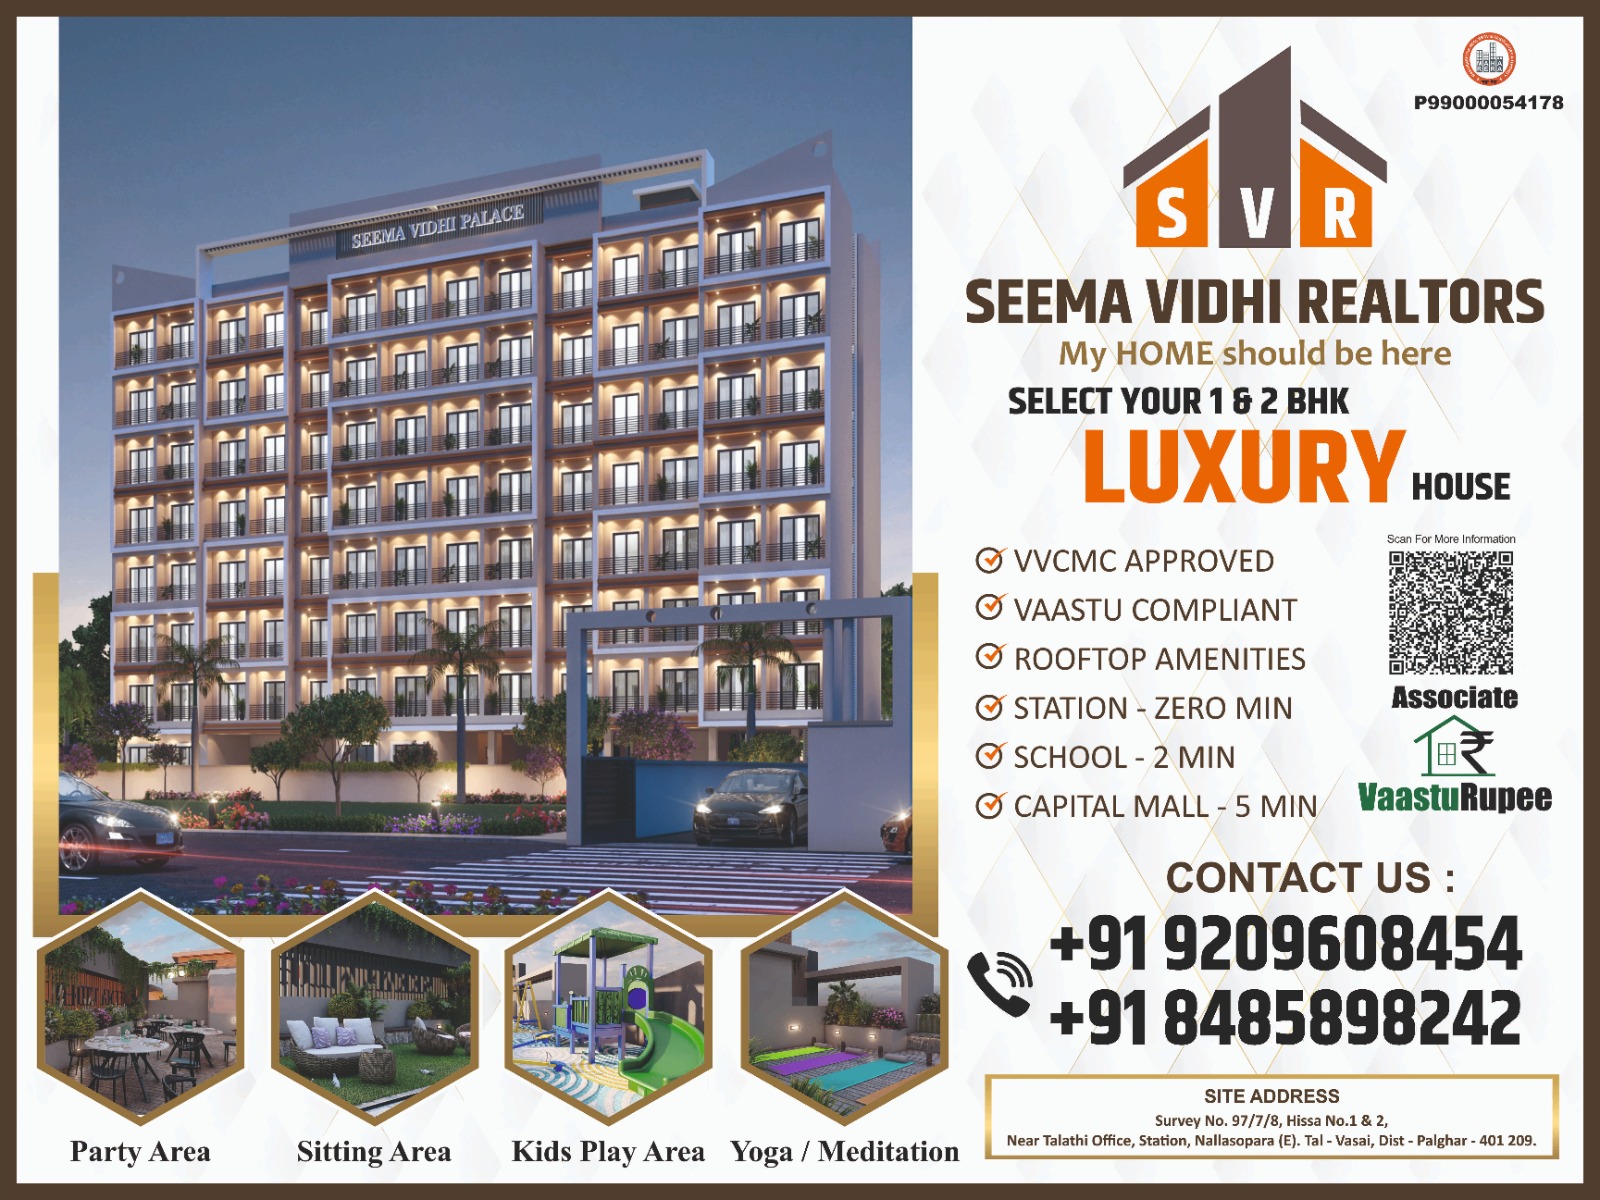 P99000054178
SEEMA VIDHI PALACE
S V R
SEEMA VIDHI REALTORS
My HOME should be here
SELECT YOUR 1 & 2 BHK
LUXURY HOUSE
VVCMC APPROVED
VAASTU COMPLIANT
ROOFTOP AMENITIES
STATION - ZERO MIN
SCHOOL - 2 MIN
CAPITAL MALL - 5 MIN
Scan For More Information
Associate
VaastuRupee
CONTACT US :
+91 9209608454
+91 8485898242
SITE ADDRESS
Survey No. 97/7/8, Hissa No.1 & 2,
Near Talathi Office, Station, Nallasopara (E). Tal - Vasai, Dist - Palghar - 401 209.
Party Area
Sitting Area
Kids Play Area
Yoga / Meditation